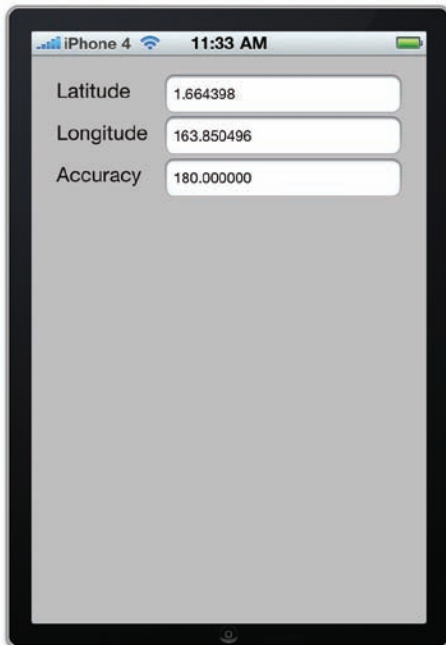 iPhone 4 11:33 AM
Latitude 1.664398
Longitude 163.850496
Accuracy 180.000000